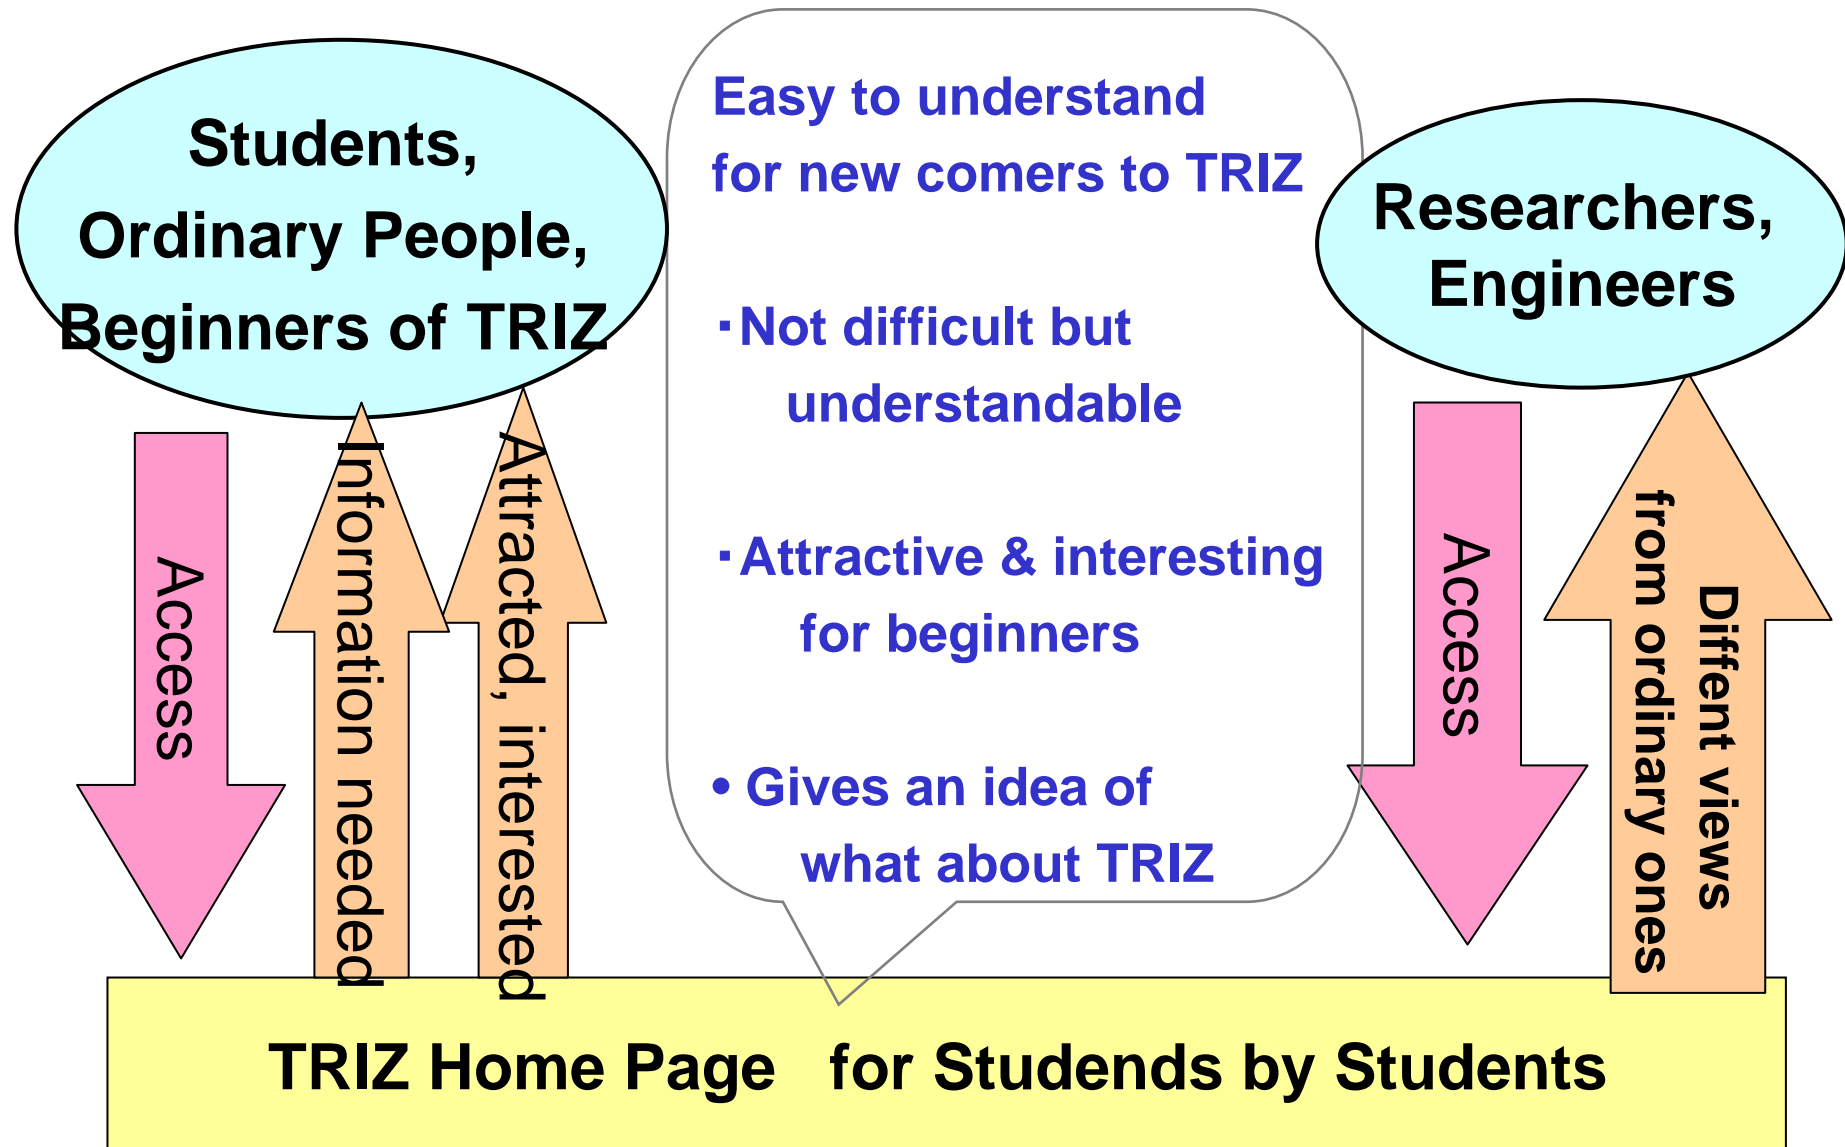 Students,
Ordinary People,
Beginners of TRIZ
Easy to understand
for new comers to TRIZ
・Not difficult but
understandable
・Attractive & interesting
for beginners
• Gives an idea of
what about TRIZ
Researchers,
Engineers
Access
Information needed
Attracted, interested
Access
Diffent views
from ordinary ones
TRIZ Home Page for Studends by Students